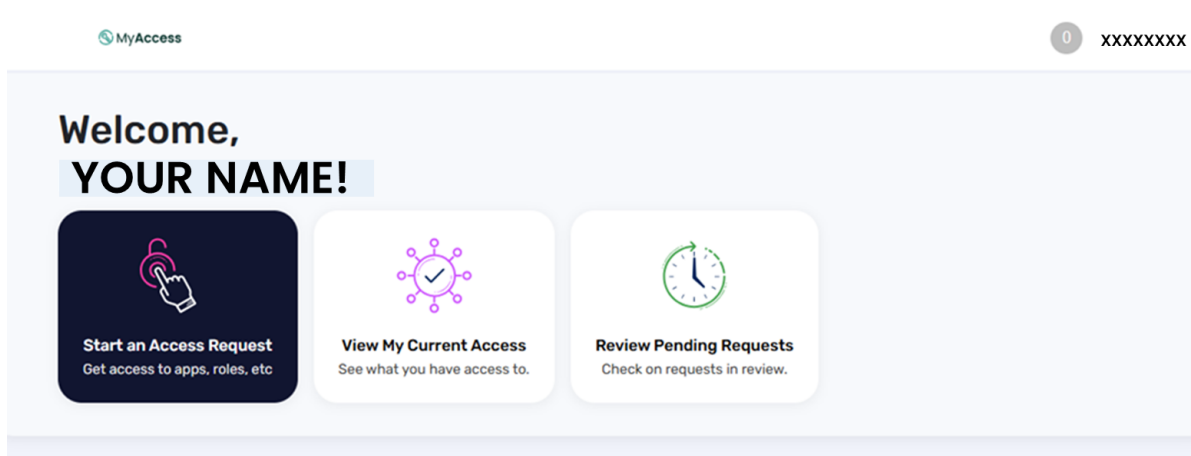 MyAccess
0 XXXXXXXX
Welcome,
YOUR NAME!
Start an Access Request
Get access to apps, roles, etc
View My Current Access
See what you have access to.
Review Pending Requests
Check on requests in review.